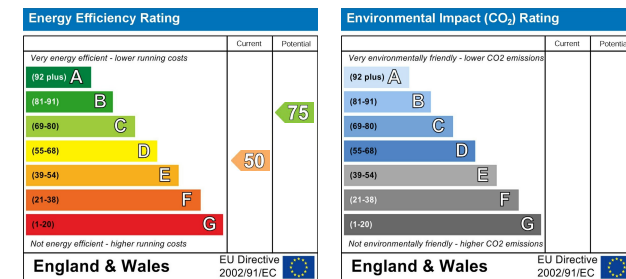 Energy Efficiency Rating
Current Potential
Very energy efficient - lower running costs
(92 plus) A
(81-91) B
(69-80) C
75
(55-68) D
50
(39-54) E
(21-38) F
(1-20) G
Not energy efficient - higher running costs
England & Wales
EU Directive
2002/91/EC
Environmental Impact (CO₂) Rating
Current Potential
Very environmentally friendly - lower CO2 emissions
(92 plus) A
(81-91) B
(69-80) C
(55-68) D
(39-54) E
(21-38) F
(1-20) G
Not environmentally friendly - higher CO2 emissions
England & Wales
EU Directive
2002/91/EC